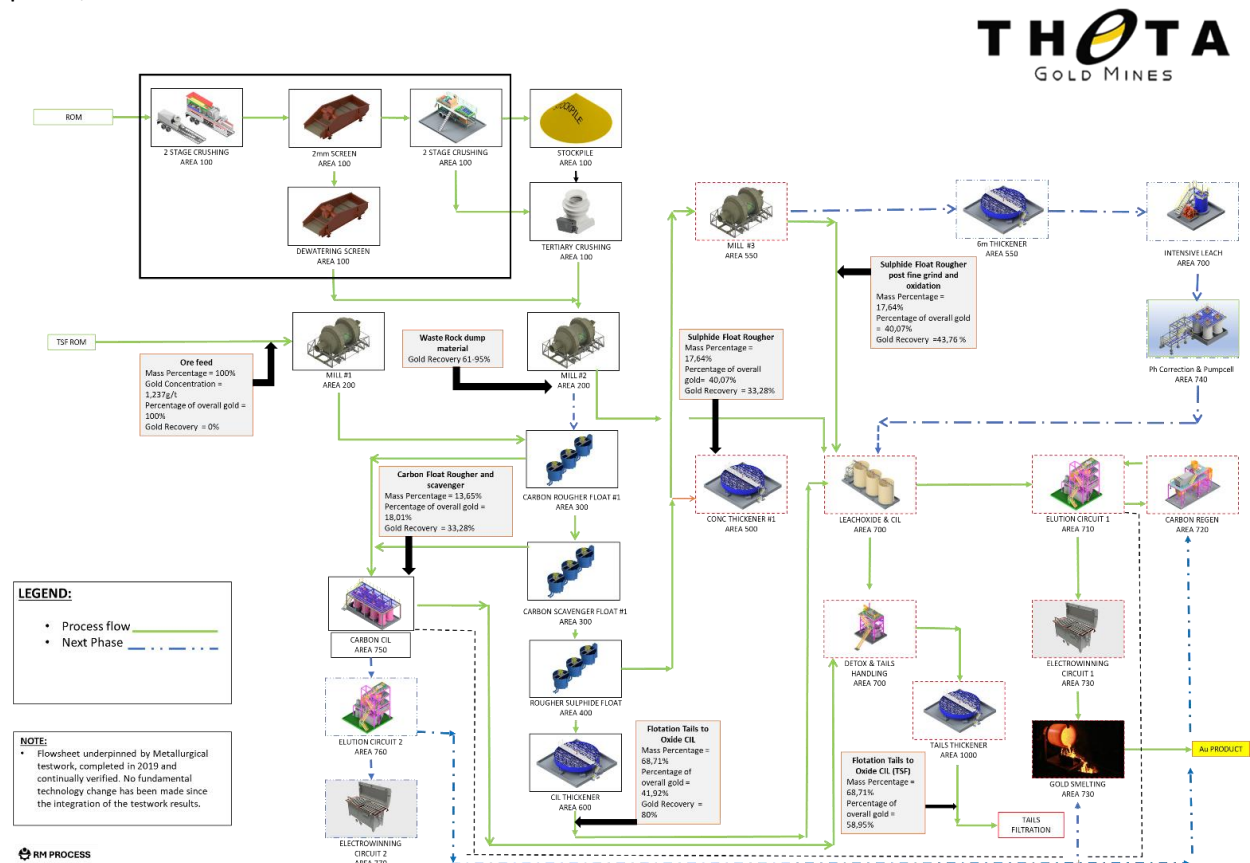 THETA
GOLD MINES
ROM
2 STAGE CRUSHING
AREA 100
2mm SCREEN
AREA 100
2 STAGE CRUSHING
AREA 100
STOCKPILE
STOCKPILE
AREA 100
DEWATERING SCREEN
AREA 100
TERTIARY CRUSHING
AREA 100
MILL #3
AREA 550
6m THICKENER
AREA 550
INTENSIVE LEACH
AREA 700
Sulphide Float Rougher
post fine grind and
oxidation
Mass Percentage =
17,64%
Percentage of overall gold
= 40,07%
Gold Recovery =43,76 %
TSF ROM
Ore feed
Mass Percentage = 100%
Gold Concentration =
1,237g/t
Percentage of overall gold =
100%
Gold Recovery = 0%
MILL #1
AREA 200
Waste Rock dump
material
Gold Recovery 61-95%
MILL #2
AREA 200
Sulphide Float Rougher
Mass Percentage =
17,64%
Percentage of overall
gold= 40,07%
Gold Recovery = 33,28%
Ph Correction & Pumpcell
AREA 740
Carbon Float Rougher and
scavenger
Mass Percentage = 13,65%
Percentage of overall gold =
18,01%
Gold Recovery = 33,28%
CARBON ROUGHER FLOAT #1
AREA 300
CONC THICKENER #1
AREA 500
LEACHOXIDE & CIL
AREA 700
ELUTION CIRCUIT 1
AREA 710
CARBON REGEN
AREA 720
CARBON SCAVENGER FLOAT #1
AREA 300
LEGEND:
• Process flow
• Next Phase
CARBON CIL
AREA 750
DETOX & TAILS
HANDLING
AREA 700
ELECTROWINNING
CIRCUIT 1
AREA 730
ROUGHER SULPHIDE FLOAT
AREA 400
ELUTION CIRCUIT 2
AREA 760
TAILS THICKENER
AREA 1000
Flotation Tails to
Oxide CIL
Mass Percentage =
68,71%
Percentage of
overall gold =
41,92%
Gold Recovery =
80%
NOTE:
• Flowsheet underpinned by Metallurgical
testwork, completed in 2019 and
continually verified. No fundamental
technology change has been made since
the integration of the testwork results.
CIL THICKENER
AREA 600
Flotation Tails to
Oxide CIL (TSF)
Mass Percentage =
68,71%
Percentage of
overall gold =
58,95%
GOLD SMELTING
AREA 730
Au PRODUCT
TAILS
FILTRATION
ELECTROWINNING
CIRCUIT 2
AREA 770
RM PROCESS